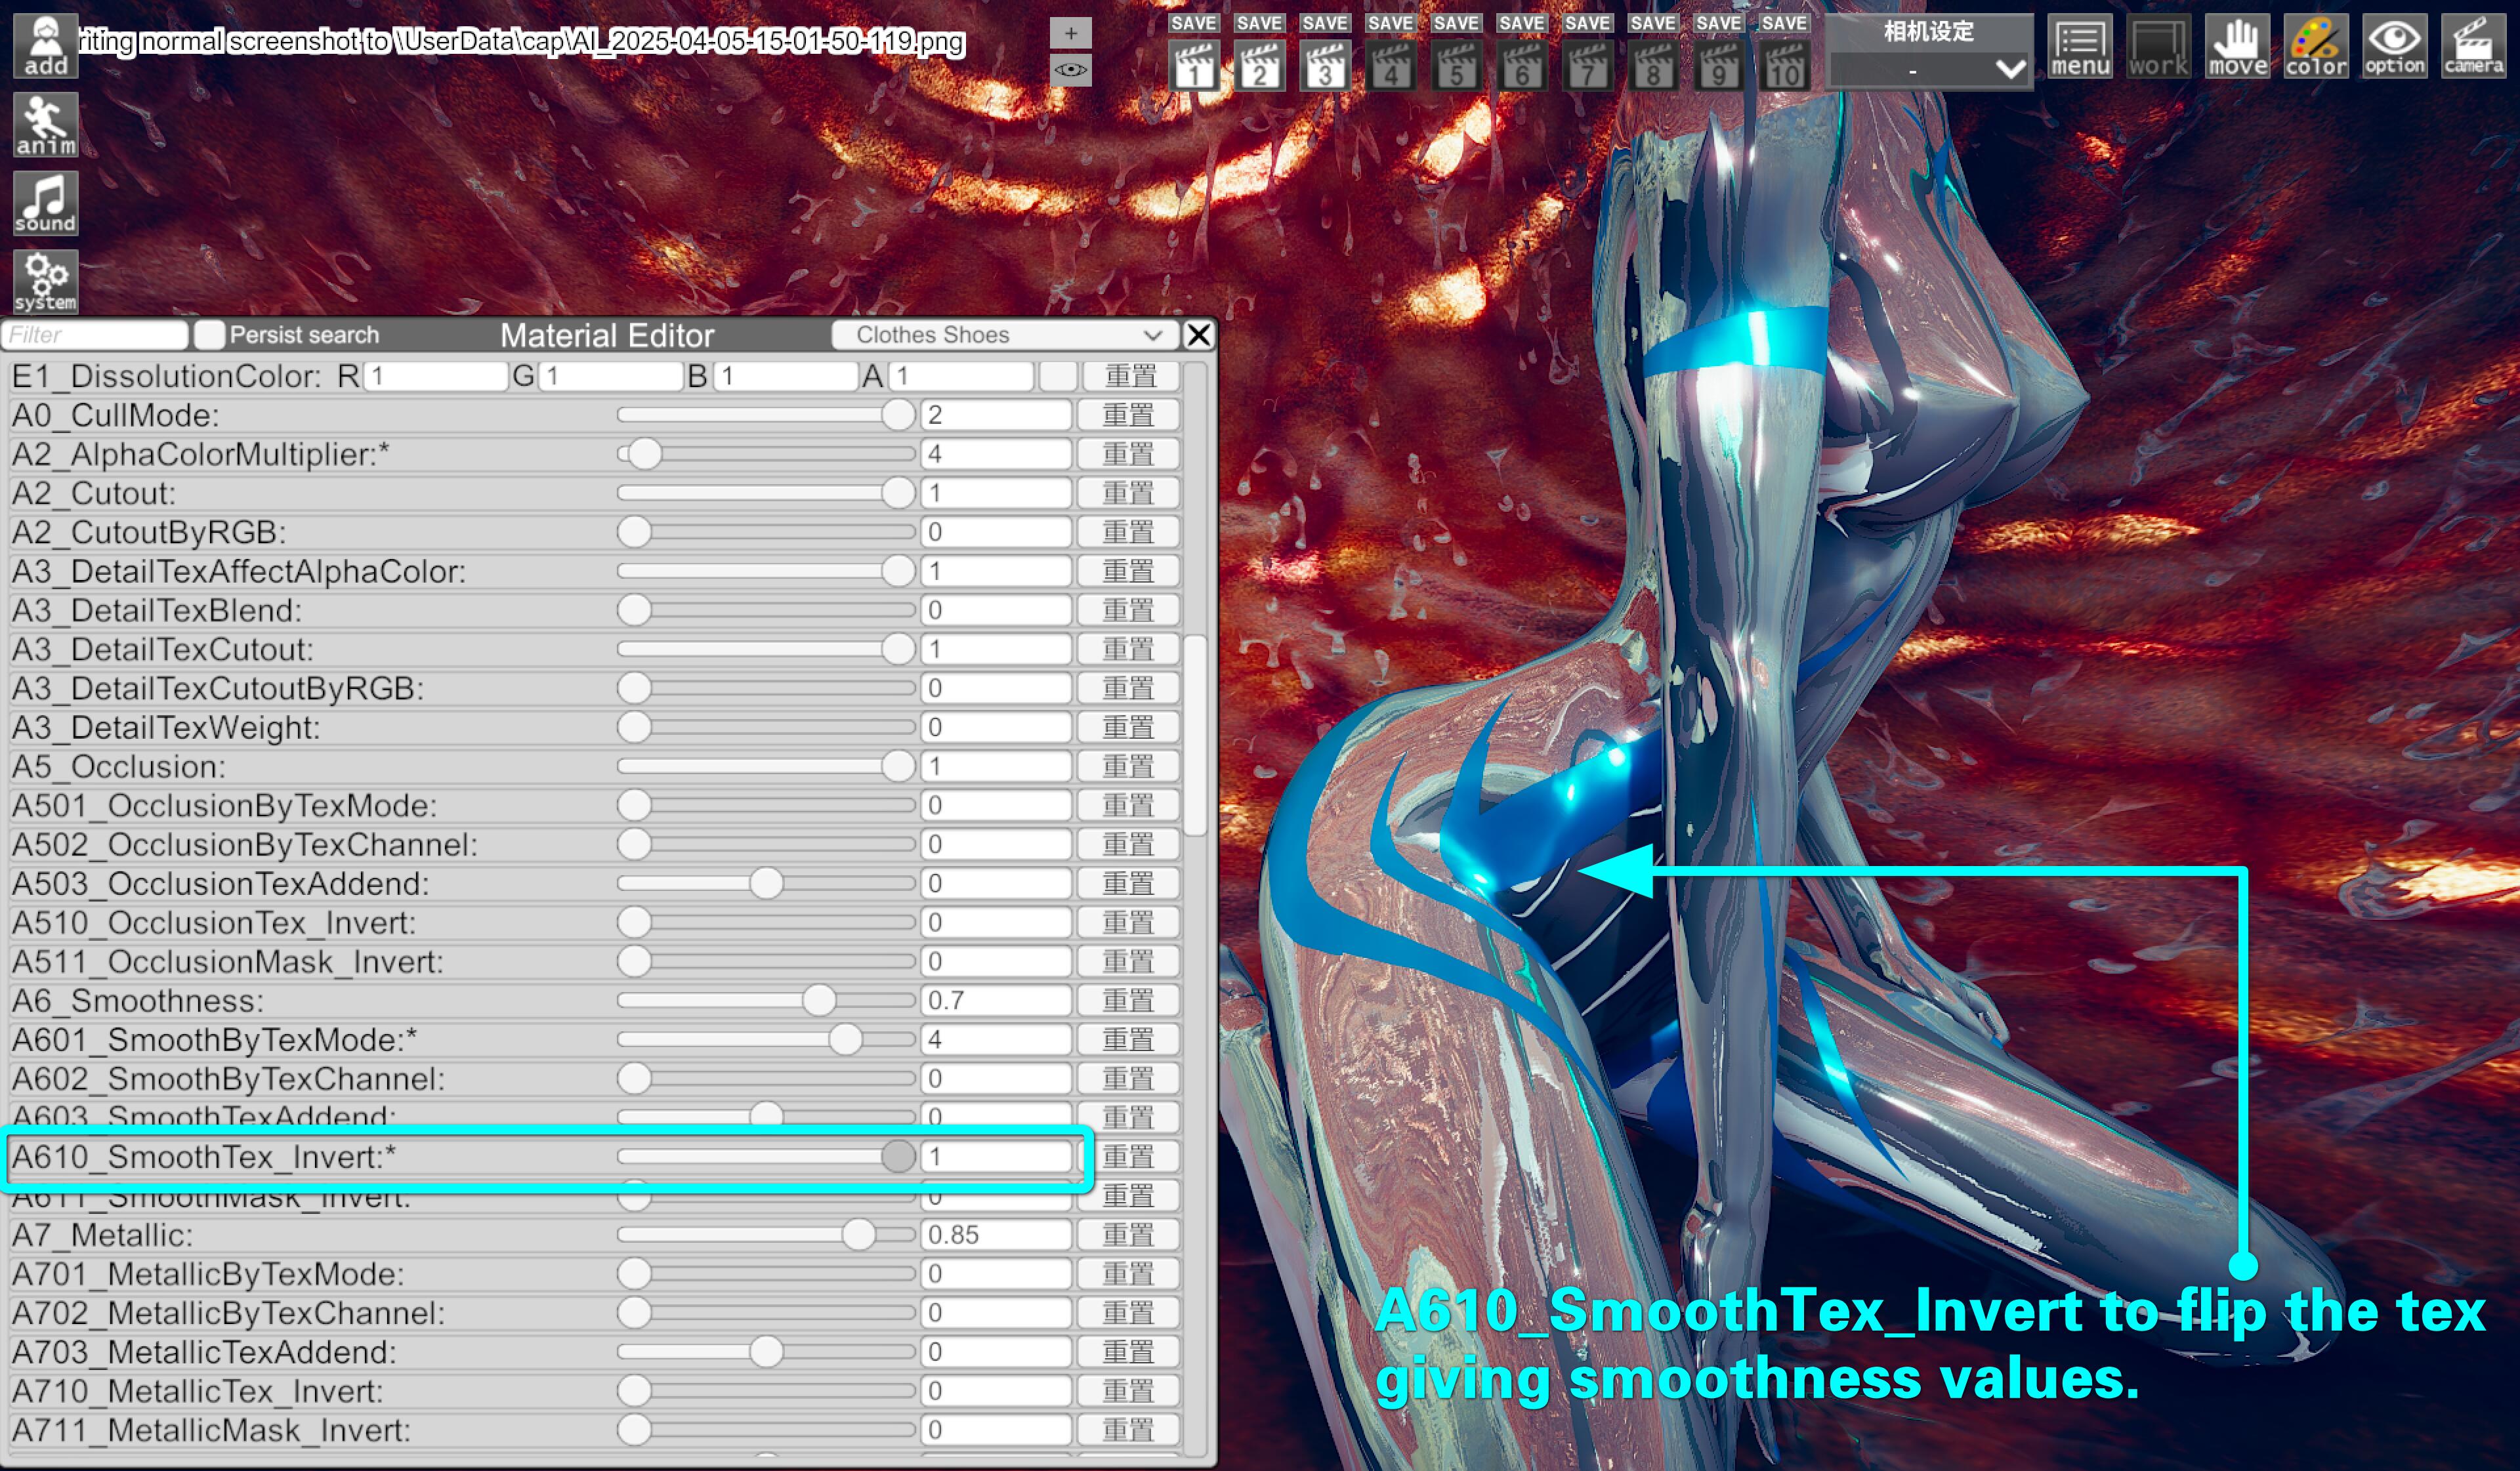 add
riting normal screenshot to \UserData\cap\AI_2025-04-05-15-01-50-119.png
+
SAVE SAVE SAVE SAVE SAVE SAVE SAVE SAVE SAVE SAVE
1 2 3 4 5 6 7 8 9 10
相机设定
-
menu work move color option camera
anim
sound
system
Filter Persist search Material Editor Clothes Shoes X
E1_DissolutionColor: R 1 G 1 B 1 A 1 重置
A0_CullMode: 2 重置
A2_AlphaColorMultiplier:* 4 重置
A2_Cutout: 1 重置
A2_CutoutByRGB: 0 重置
A3_DetailTexAffectAlphaColor: 1 重置
A3_DetailTexBlend: 0 重置
A3_DetailTexCutout: 1 重置
A3_DetailTexCutoutByRGB: 0 重置
A3_DetailTexWeight: 0 重置
A5_Occlusion: 1 重置
A501_OcclusionByTexMode: 0 重置
A502_OcclusionByTexChannel: 0 重置
A503_OcclusionTexAddend: 0 重置
A510_OcclusionTex_Invert: 0 重置
A511_OcclusionMask_Invert: 0 重置
A6_Smoothness: 0.7 重置
A601_SmoothByTexMode:* 4 重置
A602_SmoothByTexChannel: 0 重置
A603_SmoothTexAddend: 0 重置
A610_SmoothTex_Invert:* 1 重置
A611_SmoothMask_Invert: 0 重置
A7_Metallic: 0.85 重置
A701_MetallicByTexMode: 0 重置
A702_MetallicByTexChannel: 0 重置
A703_MetallicTexAddend: 0 重置
A710_MetallicTex_Invert: 0 重置
A711_MetallicMask_Invert: 0 重置
A610_SmoothTex_Invert to flip the tex
giving smoothness values.